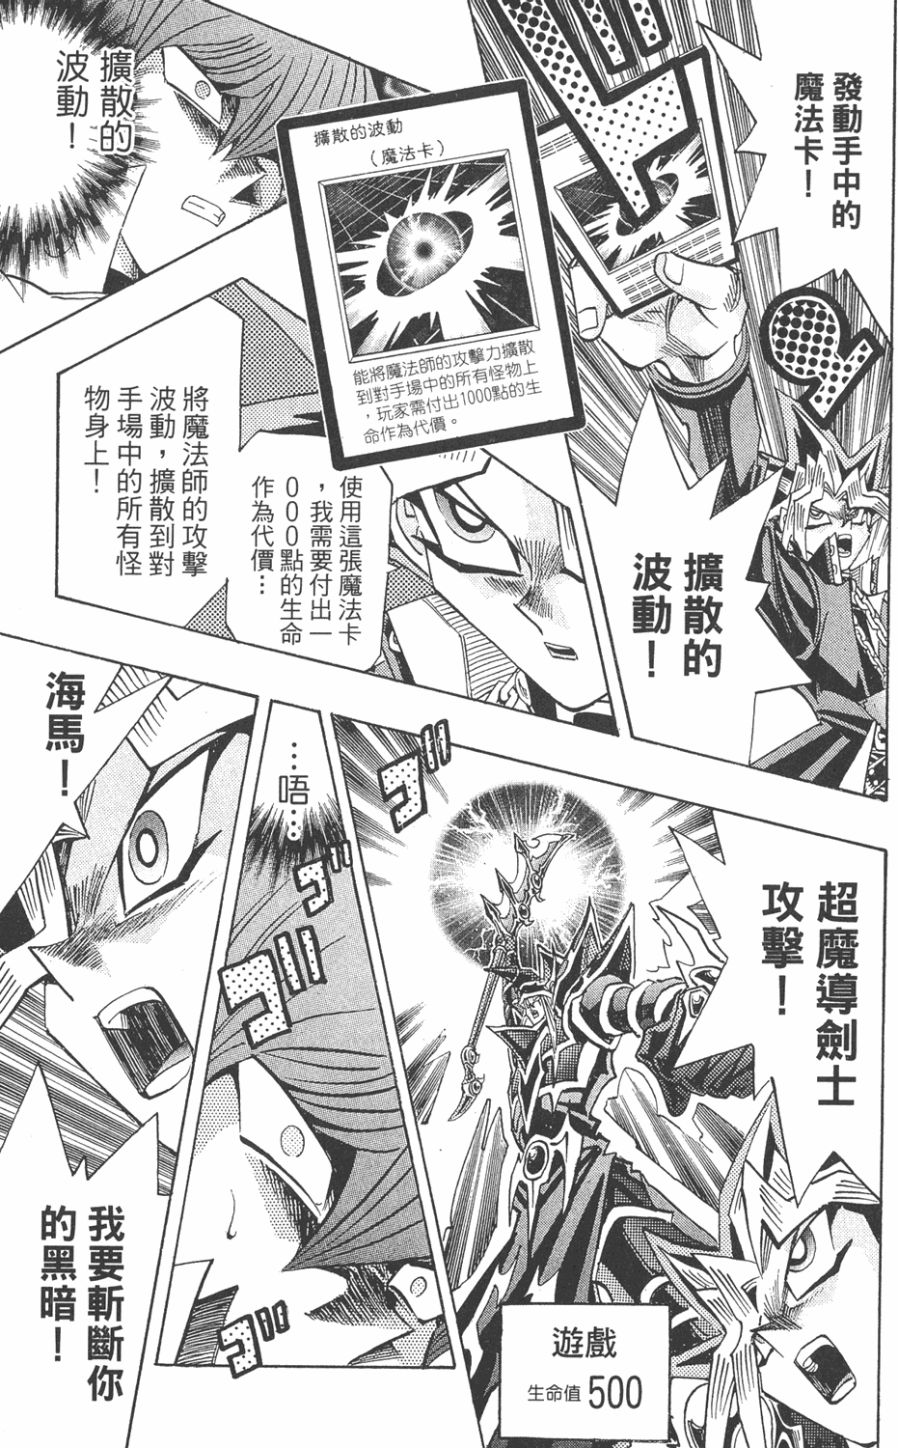 發動手中的
魔法卡！
擴散的
波動！
擴散的波動
（魔法卡）
能將魔法師的攻擊力擴散
到對手場中的所有怪物上
，玩家需付出1000點的生
命作為代價。
擴散的
波動！
使用這張魔法卡
，我需要付出一
０００點的生命
作為代價…
將魔法師的攻擊
波動，擴散到對
手場中的所有怪
物身上！
超魔導劍士
攻擊！
ゴ
ゴ
ゴ
ゴ
遊戲
生命值500
…唔…
海馬！
我要斬斷你
的黑暗！